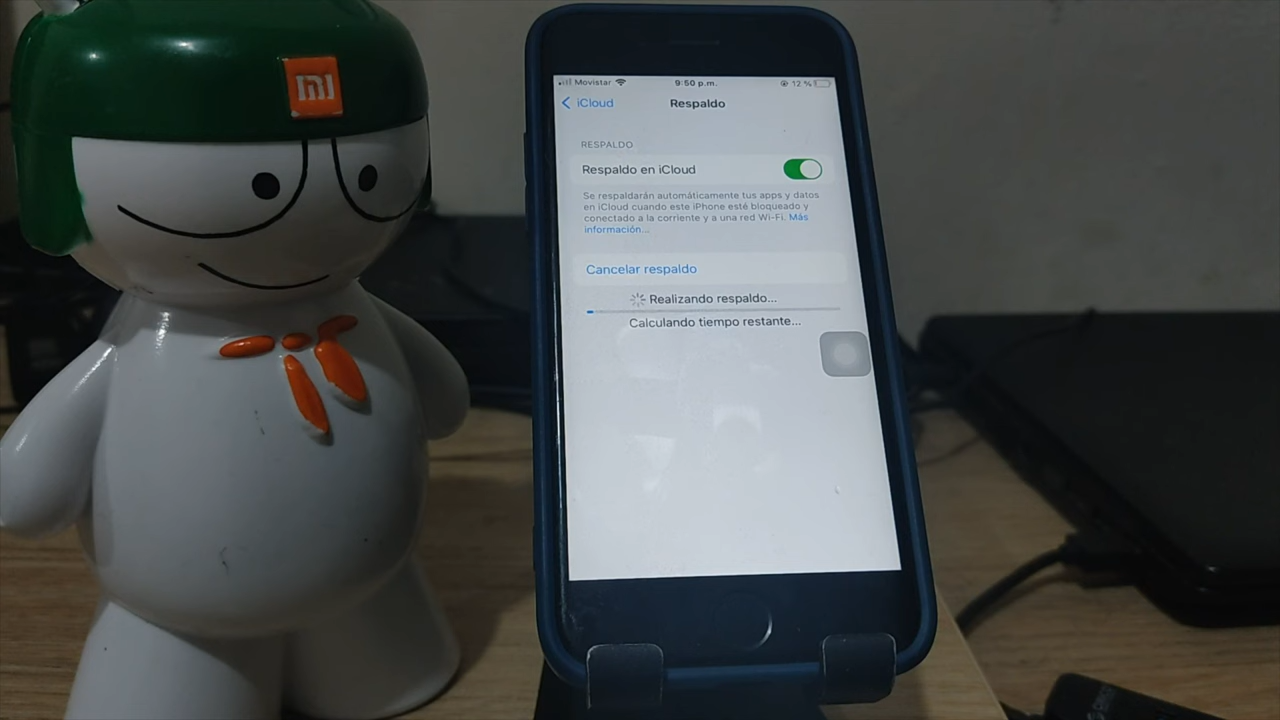 Movistar 9:50 p.m. 12 %
iCloud Respaldo
RESPALDO
Respaldo en iCloud
Se respaldarán automáticamente tus apps y datos
en iCloud cuando este iPhone esté bloqueado y
conectado a la corriente y a una red Wi-Fi. Más
información...
Cancelar respaldo
Realizando respaldo...
Calculando tiempo restante...